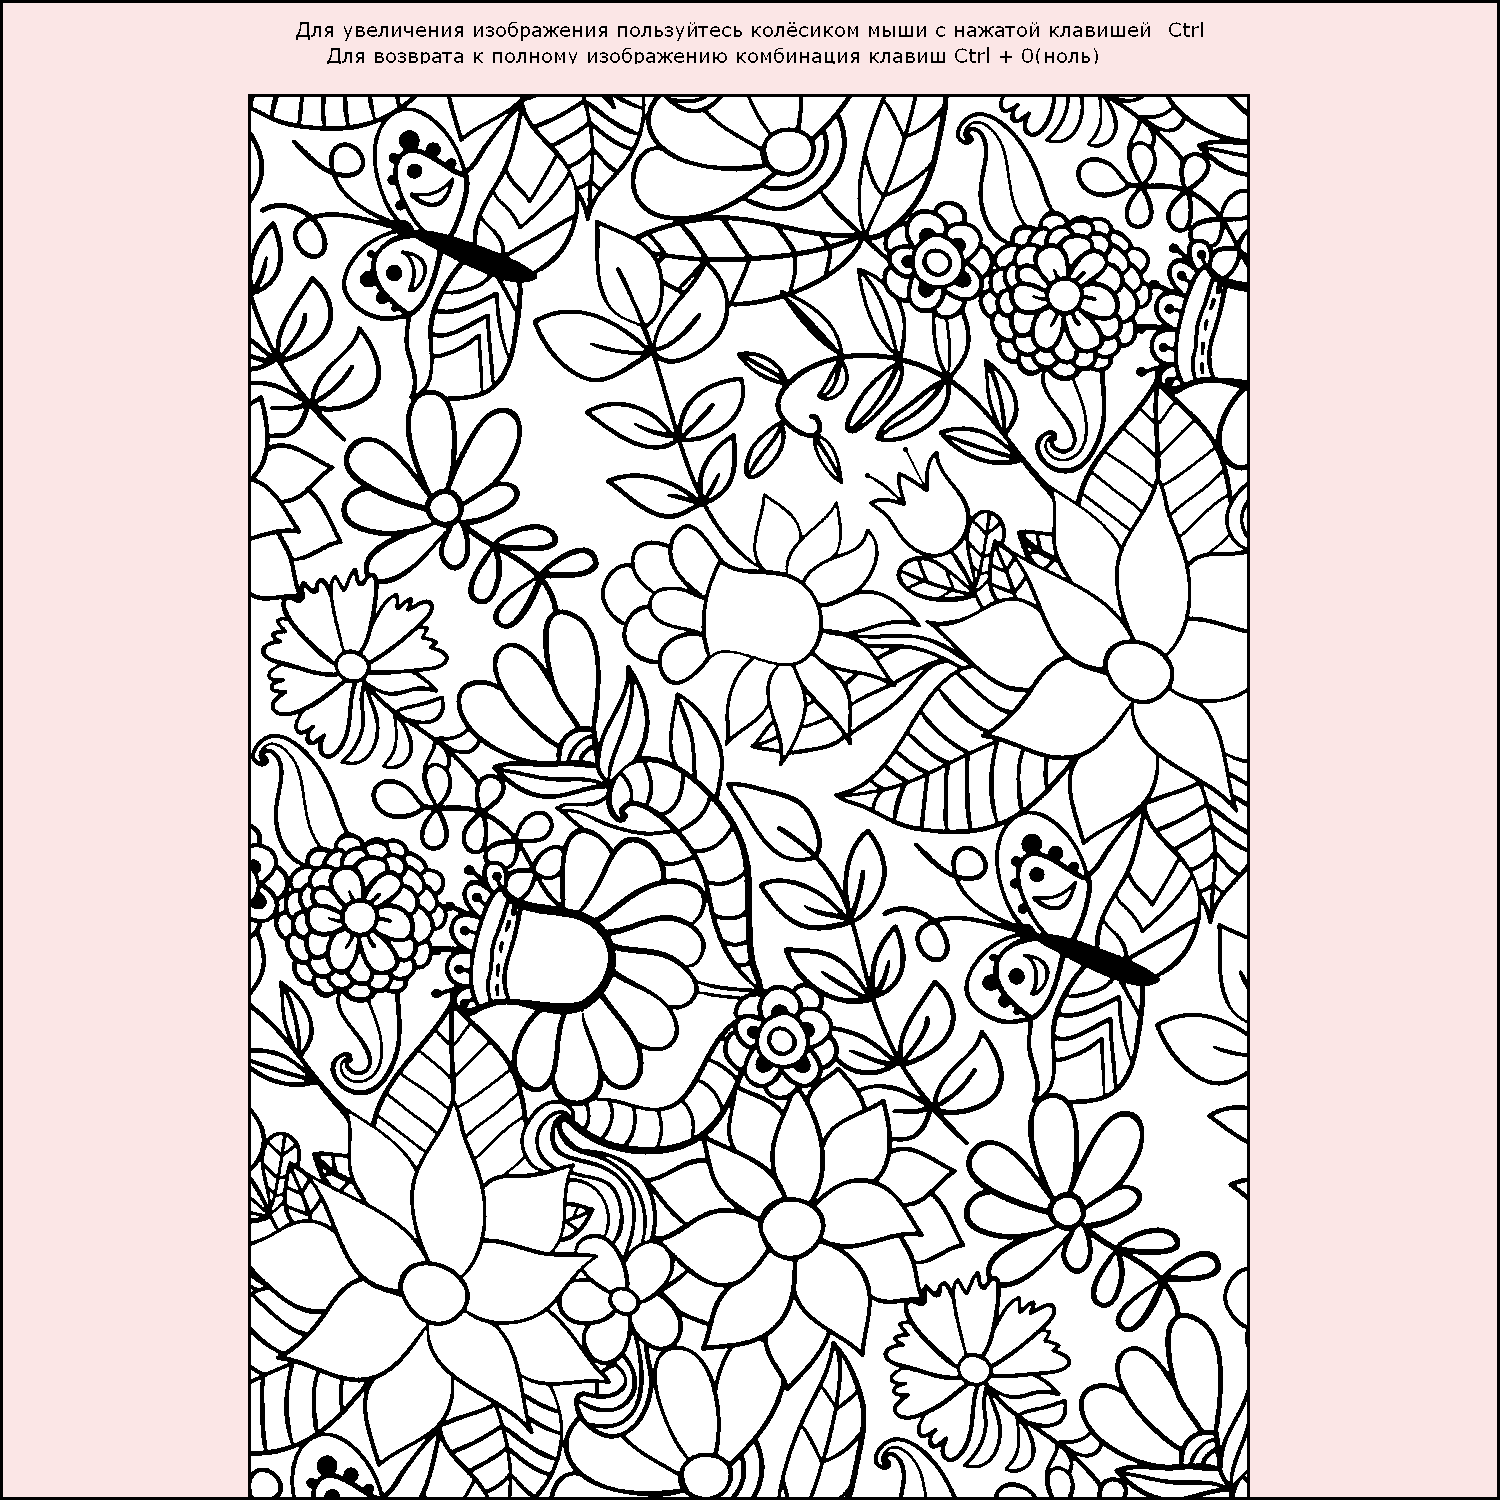 Для увеличения изображения пользуйтесь колёсиком мыши с нажатой клавишей Ctrl
Для возврата к полному изображению комбинация клавиш Ctrl + 0(ноль)